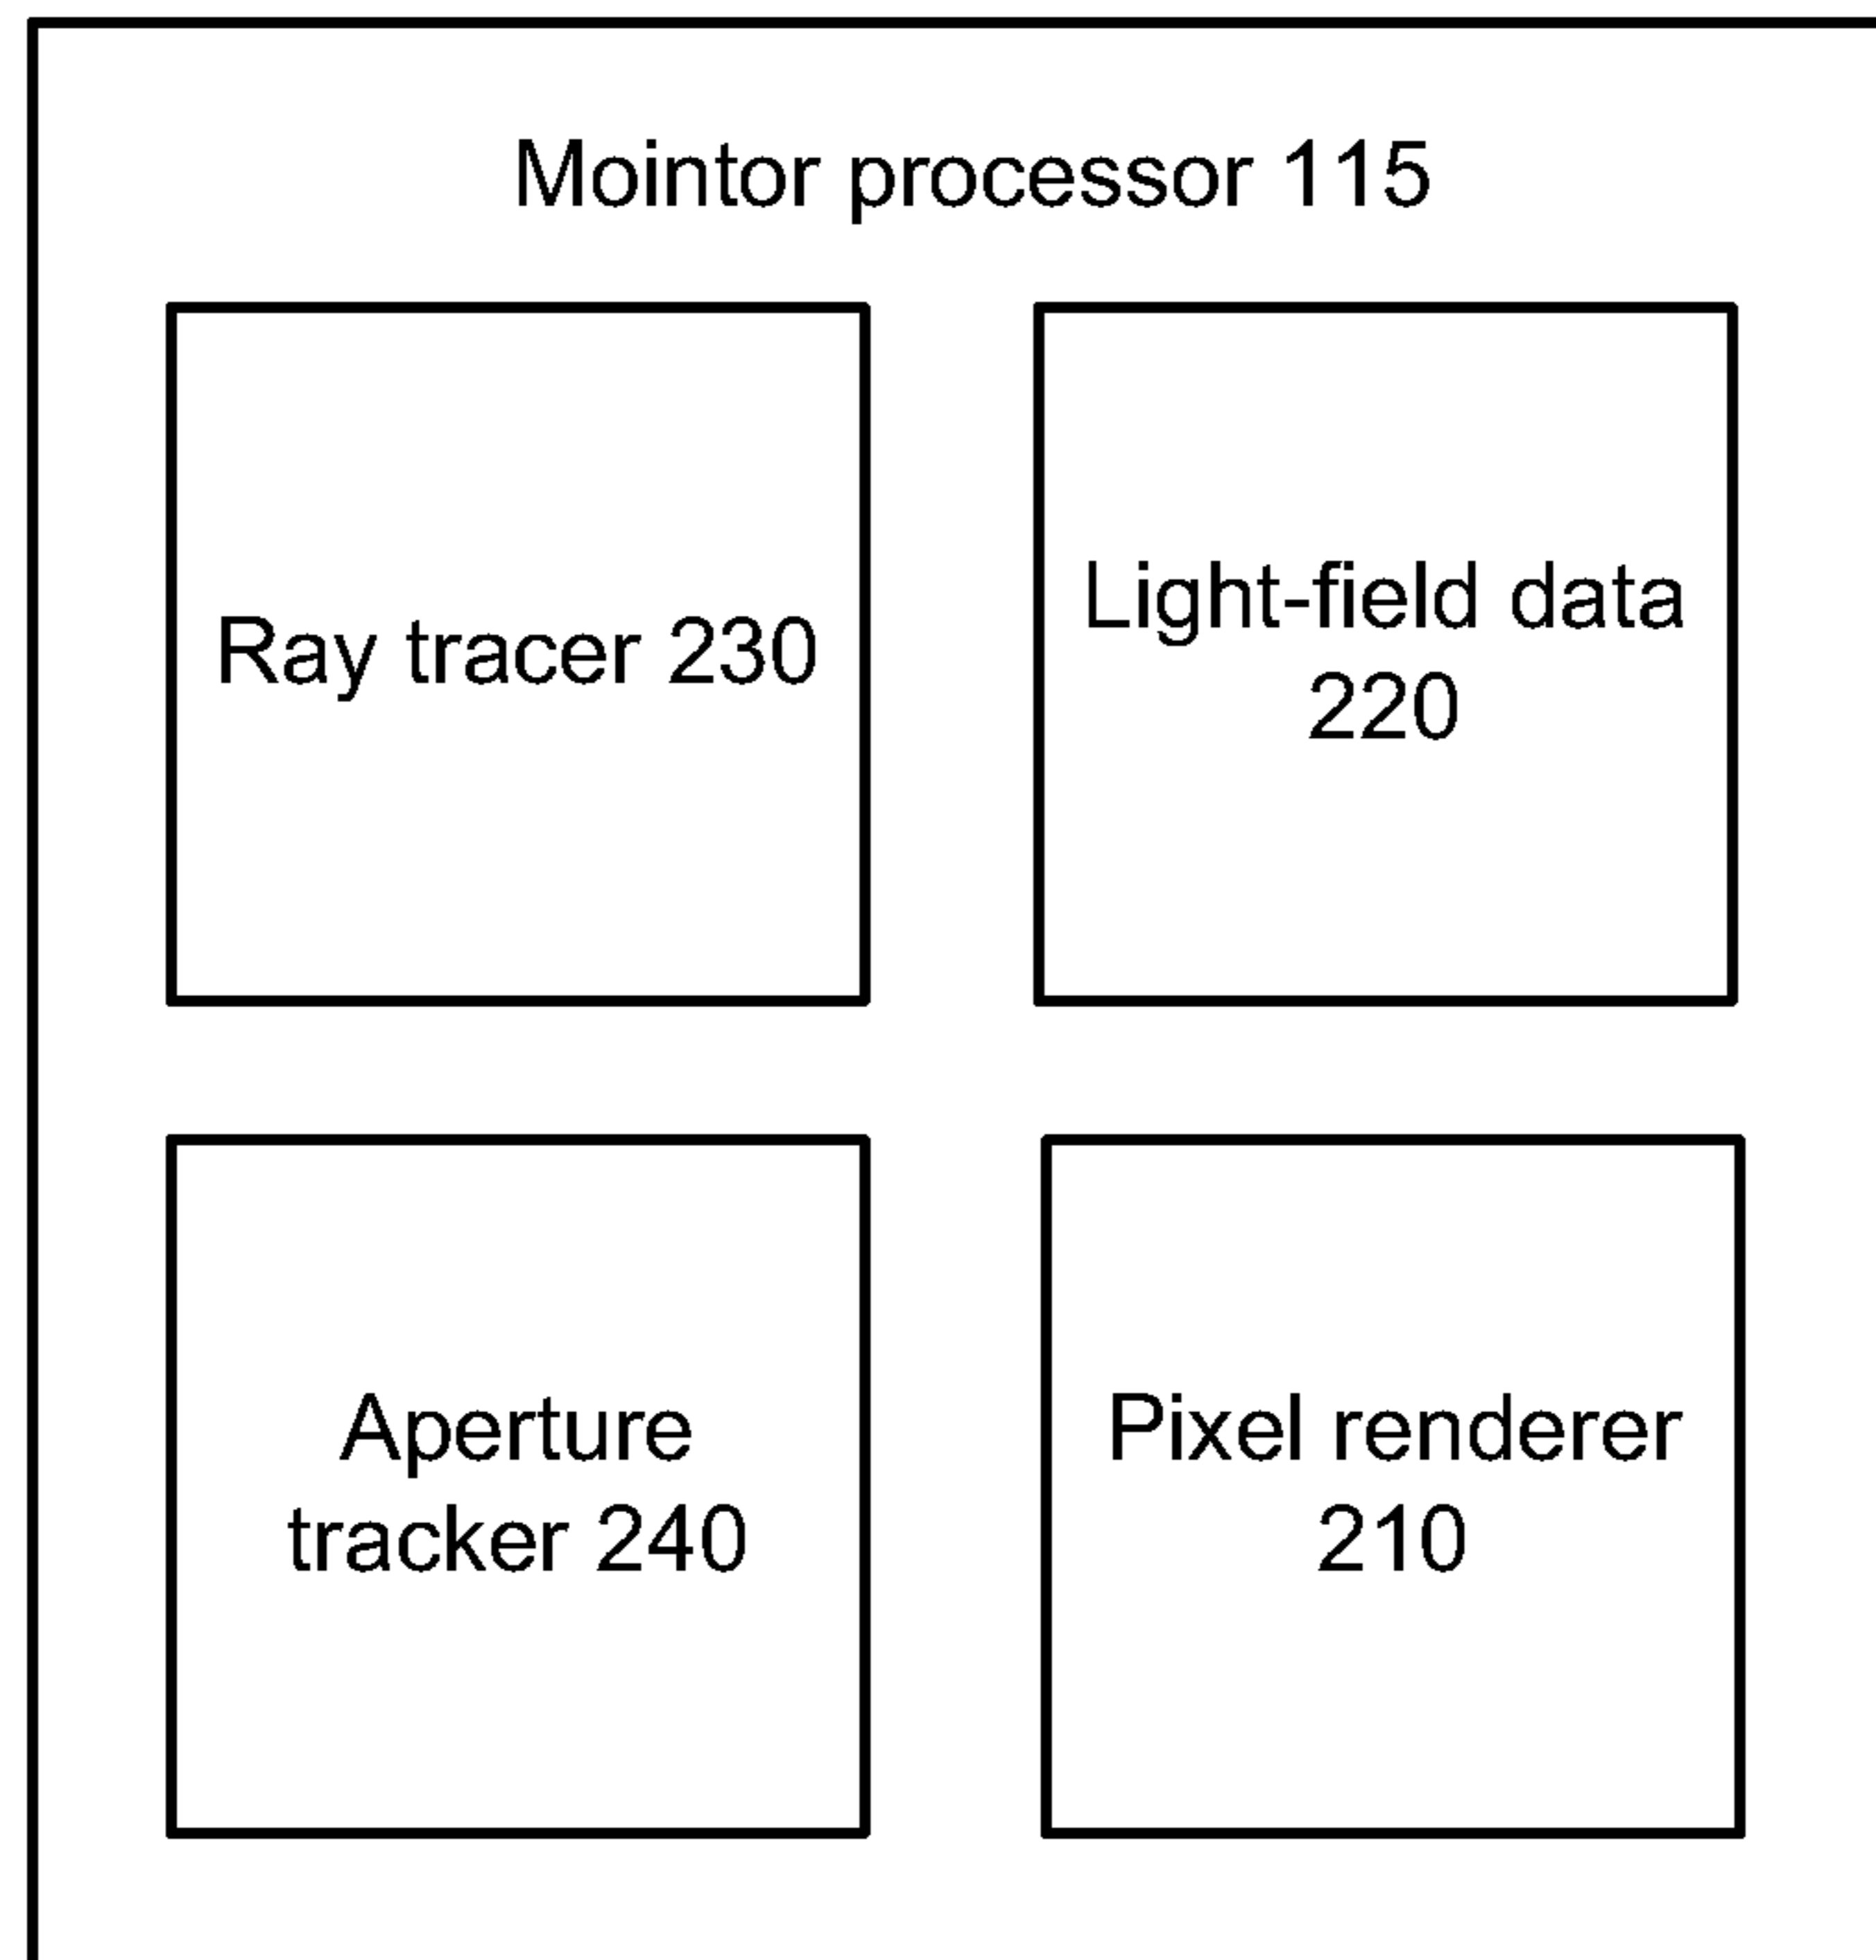 Mointor processor 115
Ray tracer 230
Light-field data
220
Aperture
tracker 240
Pixel renderer
210